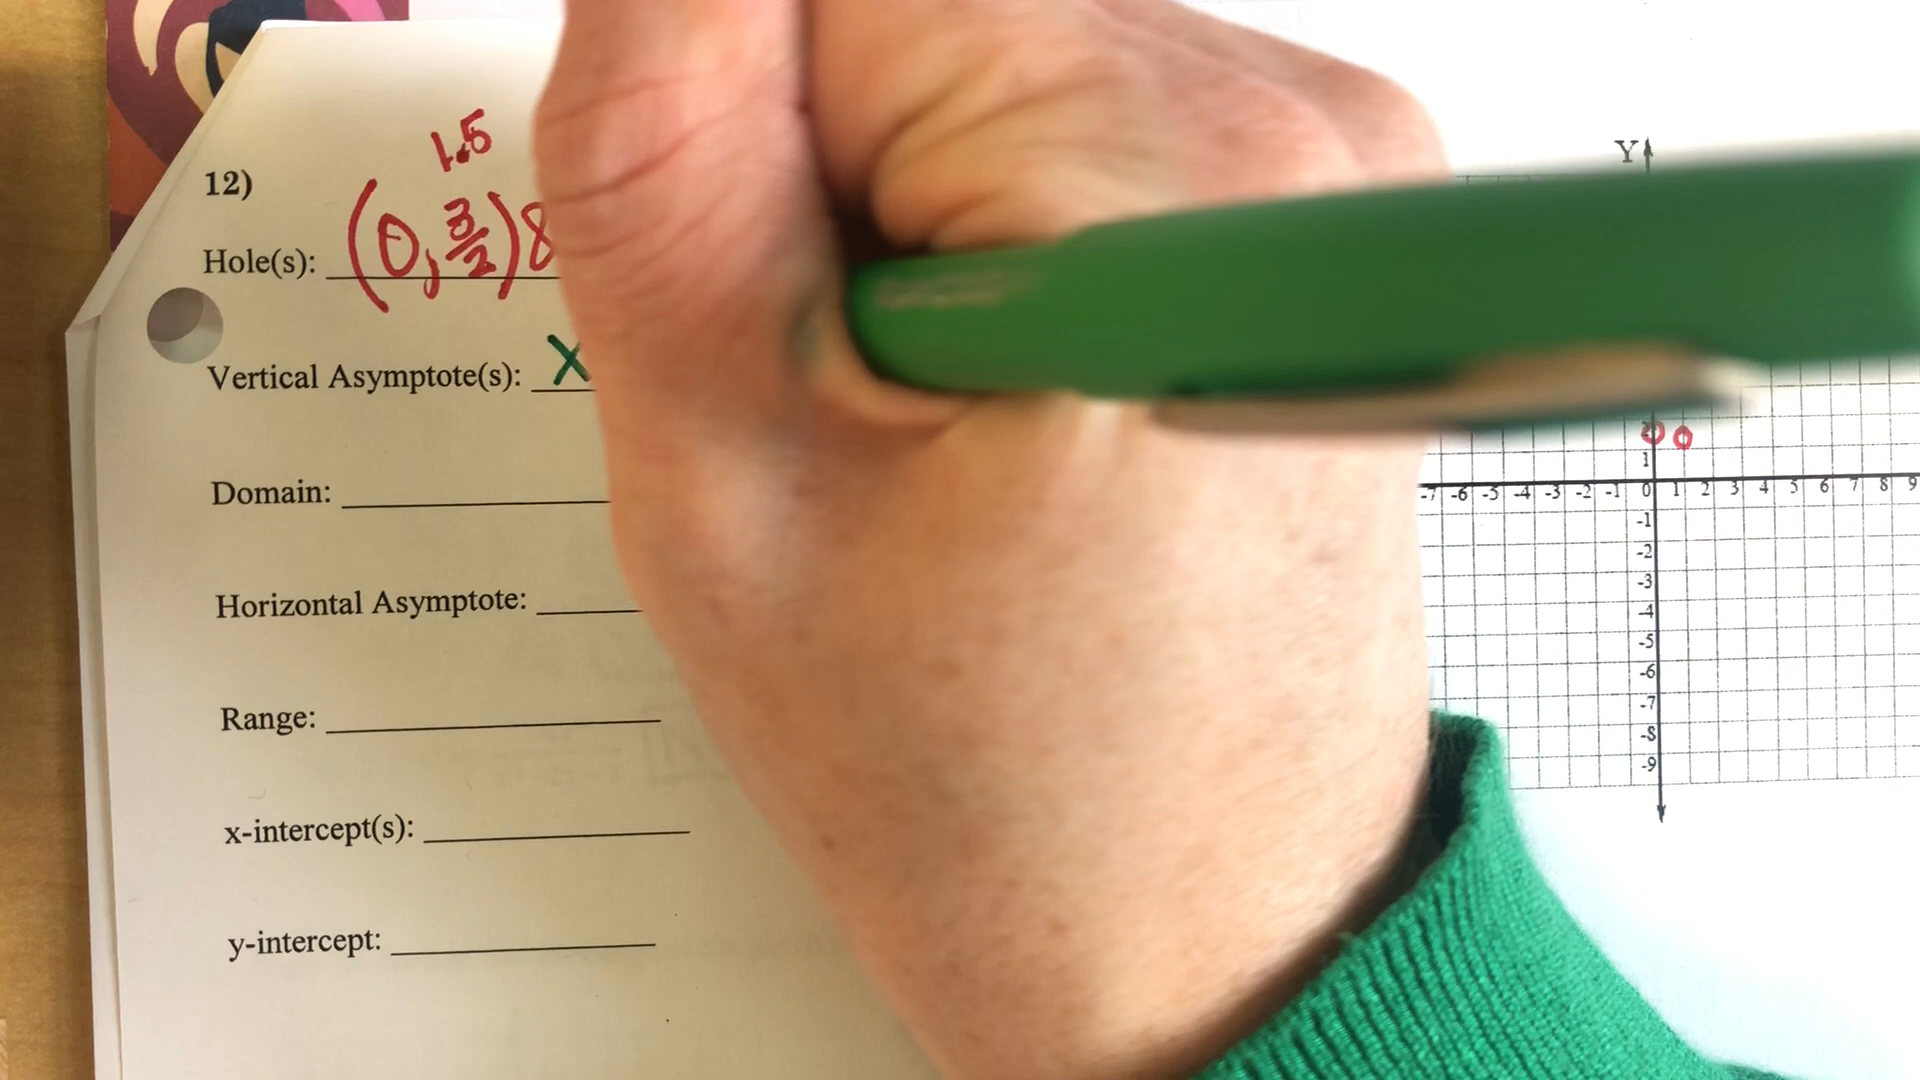 1.5
12)
Hole(s): (0, 3/2) 8
Vertical Asymptote(s): X
Domain:
Horizontal Asymptote:
Range:
x-intercept(s):
y-intercept:
Y
2
1
-7 -6 -5 -4 -3 -2 -1 0 1 2 3 4 5 6 7 8 9
-1
-2
-3
-4
-5
-6
-7
-8
-9